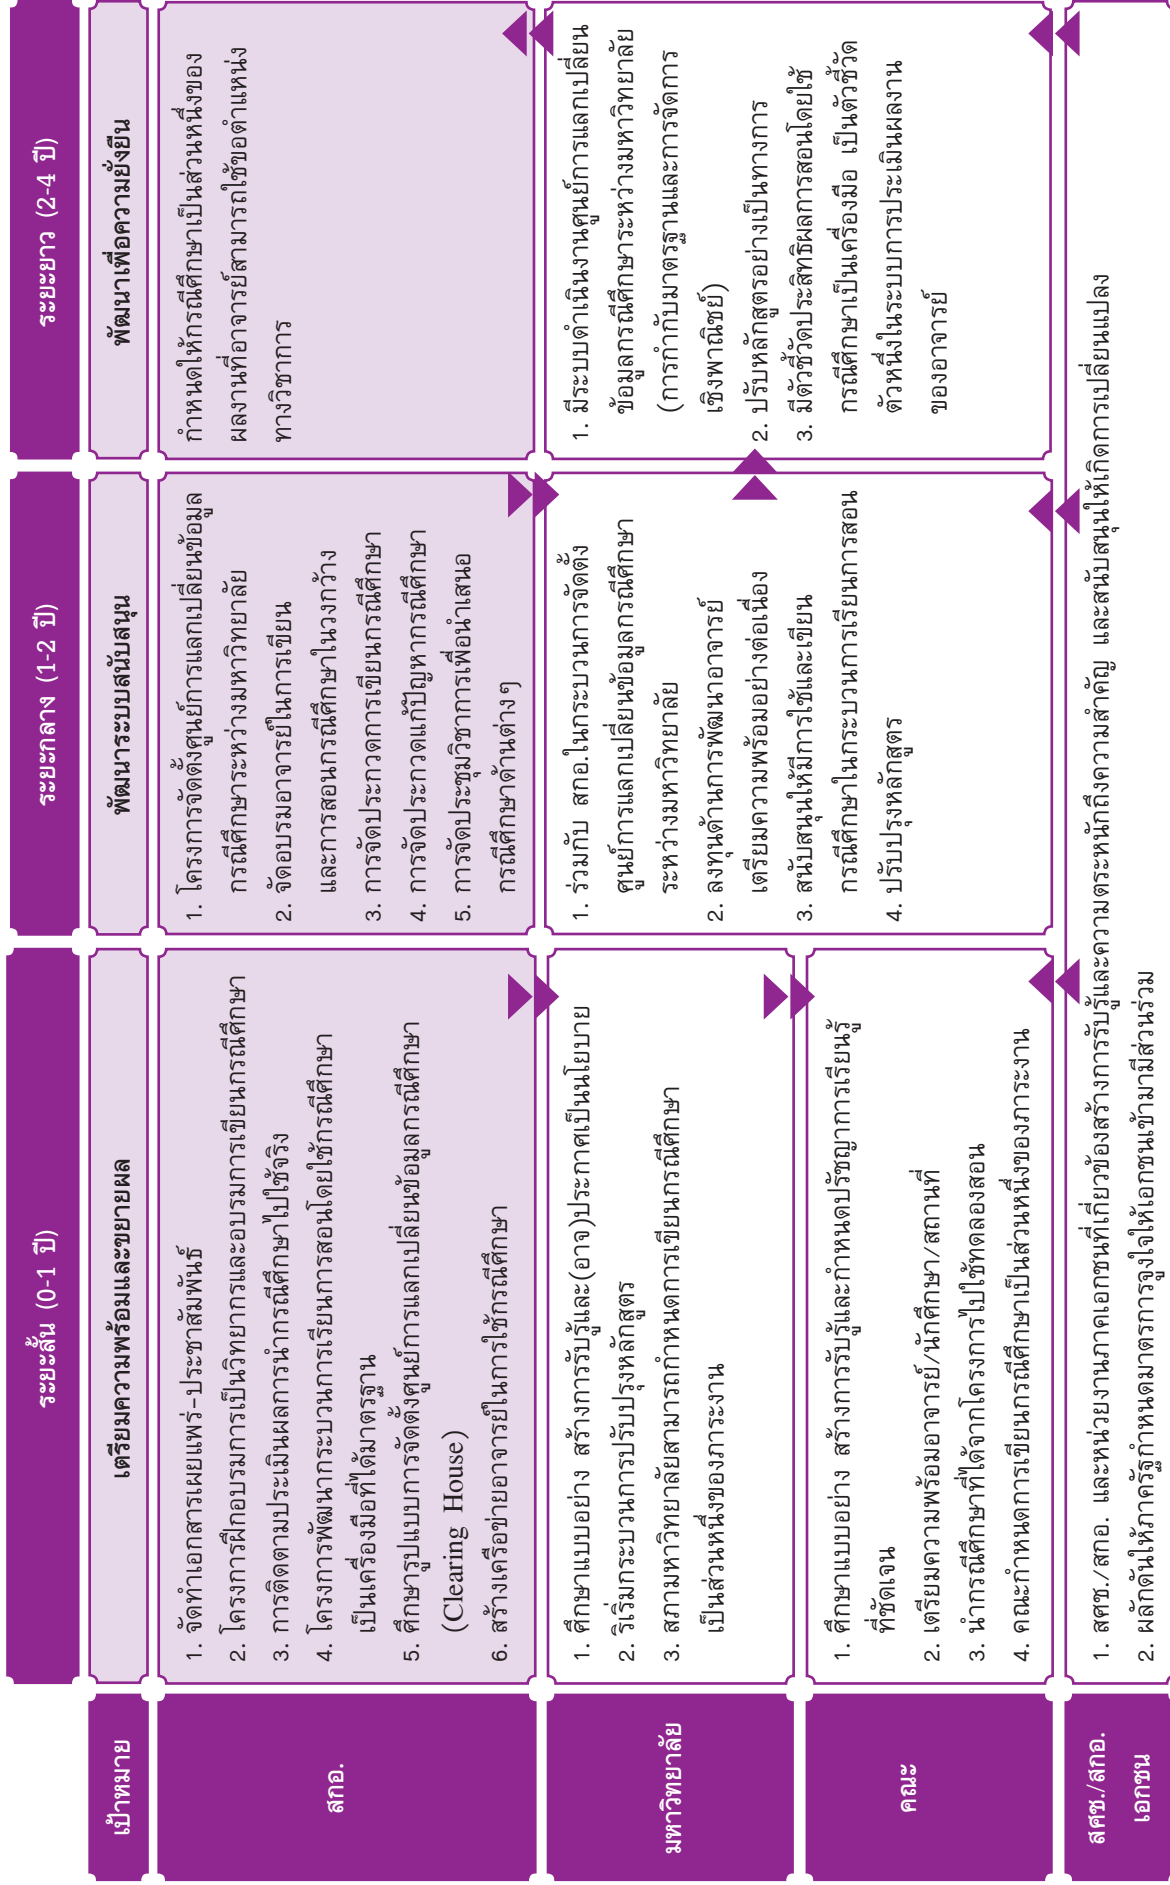 ระยะสั้น (0-1 ปี)
ระยะกลาง (1-2 ปี)
ระยะยาว (2-4 ปี)
เป้าหมาย
เตรียมความพร้อมและขยายผล
พัฒนาระบบสนับสนุน
พัฒนาเพื่อความยั่งยืน
สกอ.
1. จัดทำเอกสารเผยแพร่-ประชาสัมพันธ์
2. โครงการฝึกอบรมการเป็นวิทยากรและอบรมการเขียนกรณีศึกษา
3. การติดตามประเมินผลการนำกรณีศึกษาไปใช้จริง
4. โครงการพัฒนากระบวนการเรียนการสอนโดยใช้กรณีศึกษา
เป็นเครื่องมือที่ได้มาตรฐาน
5. ศึกษารูปแบบการจัดตั้งศูนย์การแลกเปลี่ยนข้อมูลกรณีศึกษา
(Clearing House)
6. สร้างเครือข่ายอาจารย์ในการใช้กรณีศึกษา
1. โครงการจัดตั้งศูนย์การแลกเปลี่ยนข้อมูล
กรณีศึกษาระหว่างมหาวิทยาลัย
2. จัดอบรมอาจารย์ในการเขียน
และการสอนกรณีศึกษาในวงกว้าง
3. การจัดประกวดการเขียนกรณีศึกษา
4. การจัดประกวดแก้ปัญหากรณีศึกษา
5. การจัดประชุมวิชาการเพื่อนำเสนอ
กรณีศึกษาด้านต่างๆ
กำหนดให้กรณีศึกษาเป็นส่วนหนึ่งของ
ผลงานที่อาจารย์สามารถใช้ขอตำแหน่ง
ทางวิชาการ
มหาวิทยาลัย
1. ศึกษาแบบอย่าง สร้างการรับรู้และ(อาจ)ประกาศเป็นนโยบาย
2. ริเริ่มกระบวนการปรับปรุงหลักสูตร
3. สภามหาวิทยาลัยสามารถกำหนดการเขียนกรณีศึกษา
เป็นส่วนหนึ่งของภาระงาน
1. ร่วมกับ สกอ.ในกระบวนการจัดตั้ง
ศูนย์การแลกเปลี่ยนข้อมูลกรณีศึกษา
ระหว่างมหาวิทยาลัย
2. ลงทุนด้านการพัฒนาอาจารย์
เตรียมความพร้อมอย่างต่อเนื่อง
3. สนับสนุนให้มีการใช้และเขียน
กรณีศึกษาในกระบวนการเรียนการสอน
4. ปรับปรุงหลักสูตร
1. มีระบบดำเนินงานศูนย์การแลกเปลี่ยน
ข้อมูลกรณีศึกษาระหว่างมหาวิทยาลัย
(การกำกับมาตรฐานและการจัดการ
เชิงพาณิชย์)
2. ปรับหลักสูตรอย่างเป็นทางการ
3. มีตัวชี้วัดประสิทธิผลการสอนโดยใช้
กรณีศึกษาเป็นเครื่องมือ เป็นตัวชี้วัด
ตัวหนึ่งในระบบการประเมินผลงาน
ของอาจารย์
คณะ
1. ศึกษาแบบอย่าง สร้างการรับรู้และกำหนดปรัชญาการเรียนรู้
ที่ชัดเจน
2. เตรียมความพร้อมอาจารย์/นักศึกษา/สถานที่
3. นำกรณีศึกษาที่ได้จากโครงการไปใช้ทดลองสอน
4. คณะกำหนดการเขียนกรณีศึกษาเป็นส่วนหนึ่งของภาระงาน
สศช./สกอ.
เอกชน
1. สศช./สกอ. และหน่วยงานภาคเอกชนที่เกี่ยวข้องสร้างการรับรู้และความตระหนักถึงความสำคัญ และสนับสนุนให้เกิดการเปลี่ยนแปลง
2. ผลักดันให้ภาครัฐกำหนดมาตรการจูงใจให้เอกชนเข้ามามีส่วนร่วม